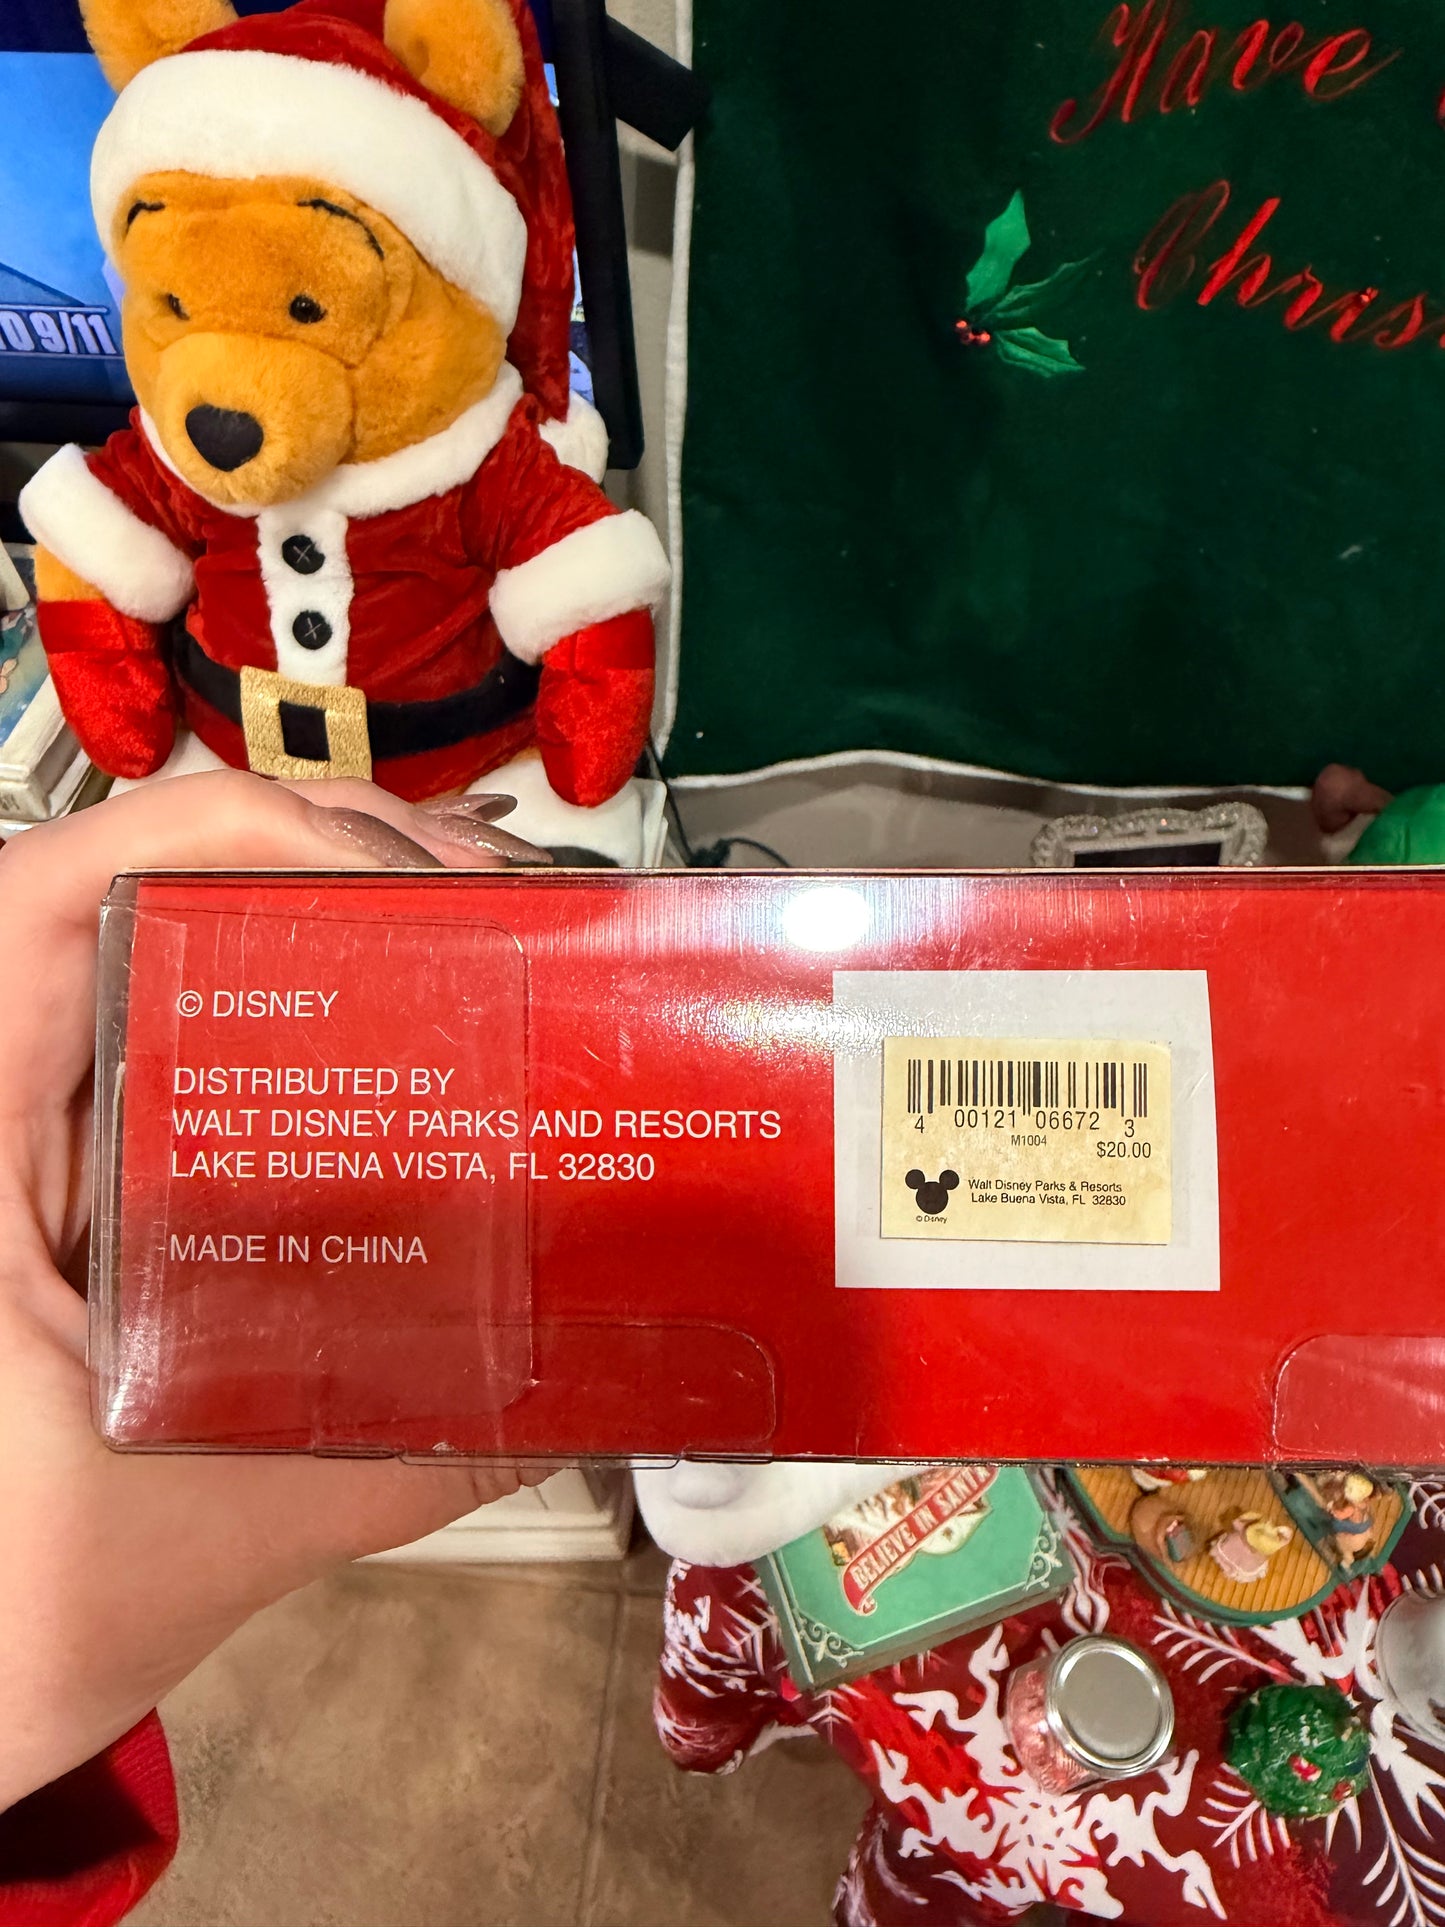 Have
Chris
9/11
© DISNEY
DISTRIBUTED BY
WALT DISNEY PARKS AND RESORTS
LAKE BUENA VISTA, FL 32830
MADE IN CHINA
4 00121 06672 3
M1004
$20.00
Walt Disney Parks & Resorts
Lake Buena Vista, FL 32830
© Disney
BELIEVE IN SANTA